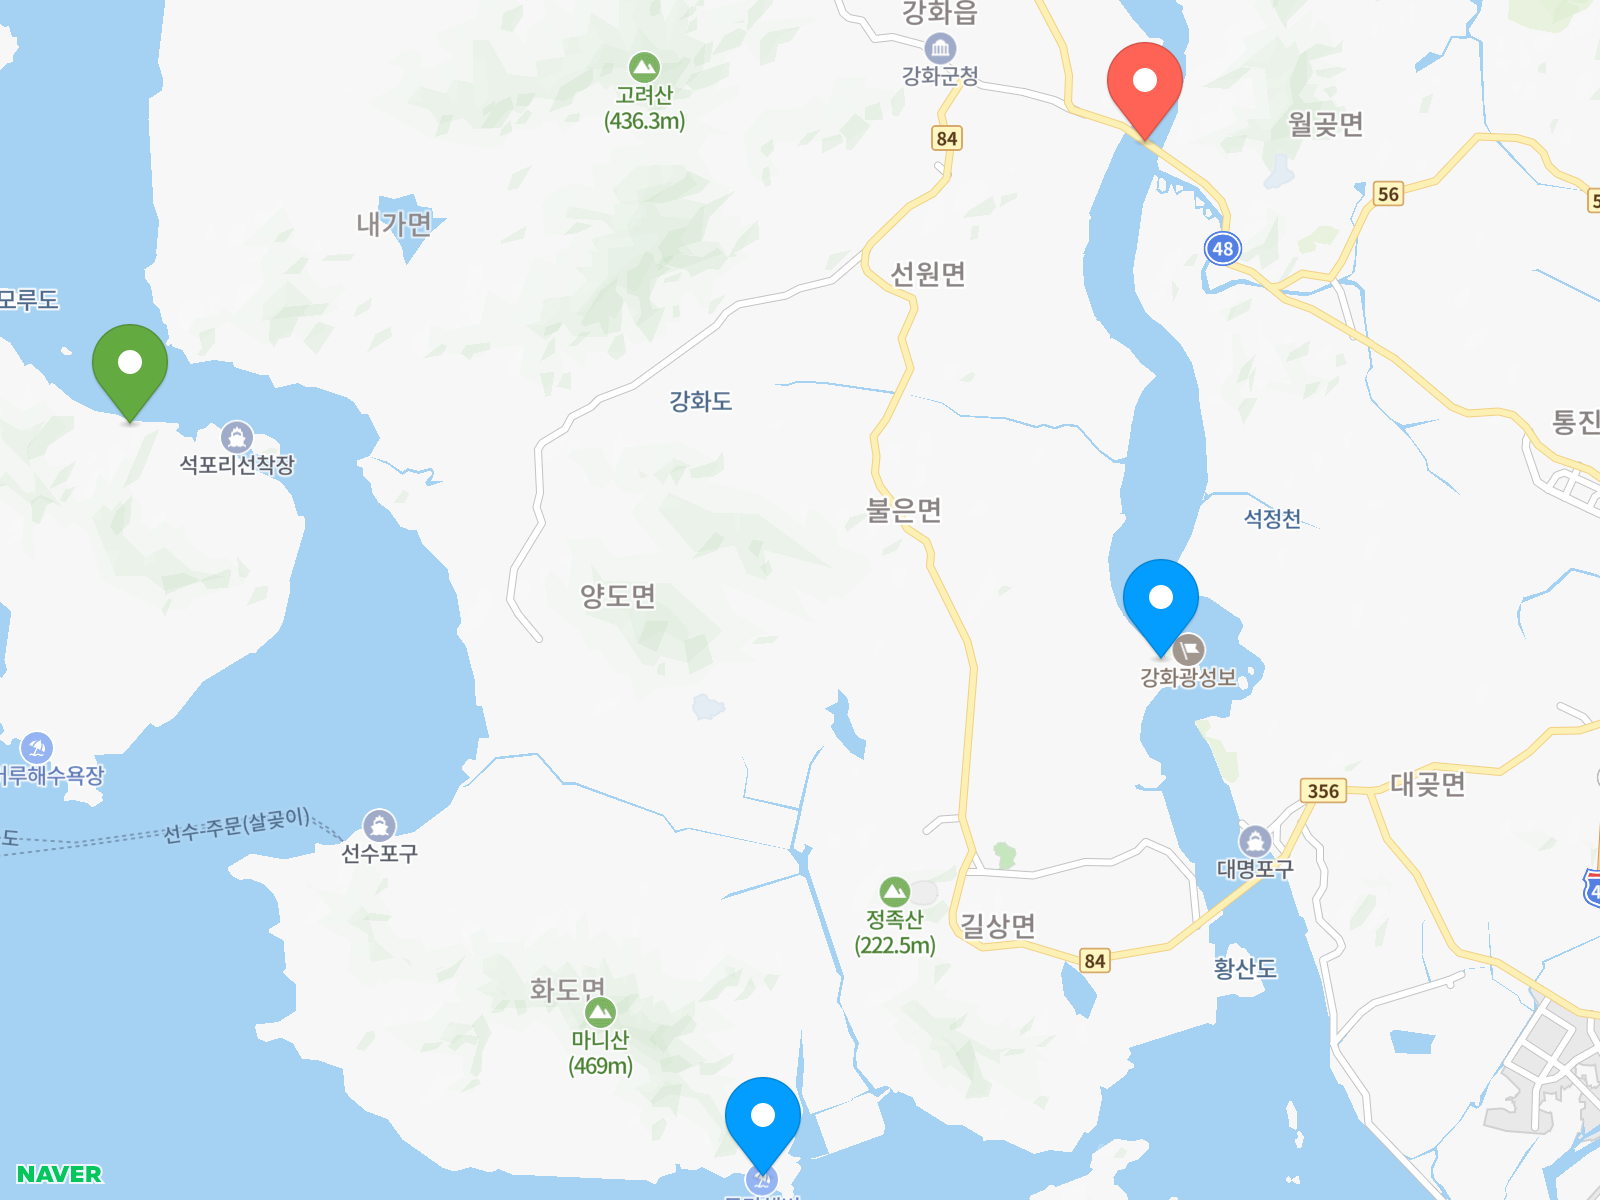 강화읍
강화군청
고려산
(436.3m)
84
월곶면
56
내가면
48
선원면
모루도
강화도
통진
석포리선착장
불은면
석정천
양도면
강화광성보
루해수욕장
대곶면
356
선수-주문(살곶이)
도
선수포구
대명포구
정족산
(222.5m)
길상면
84
황산도
화도면
마니산
(469m)
NAVER